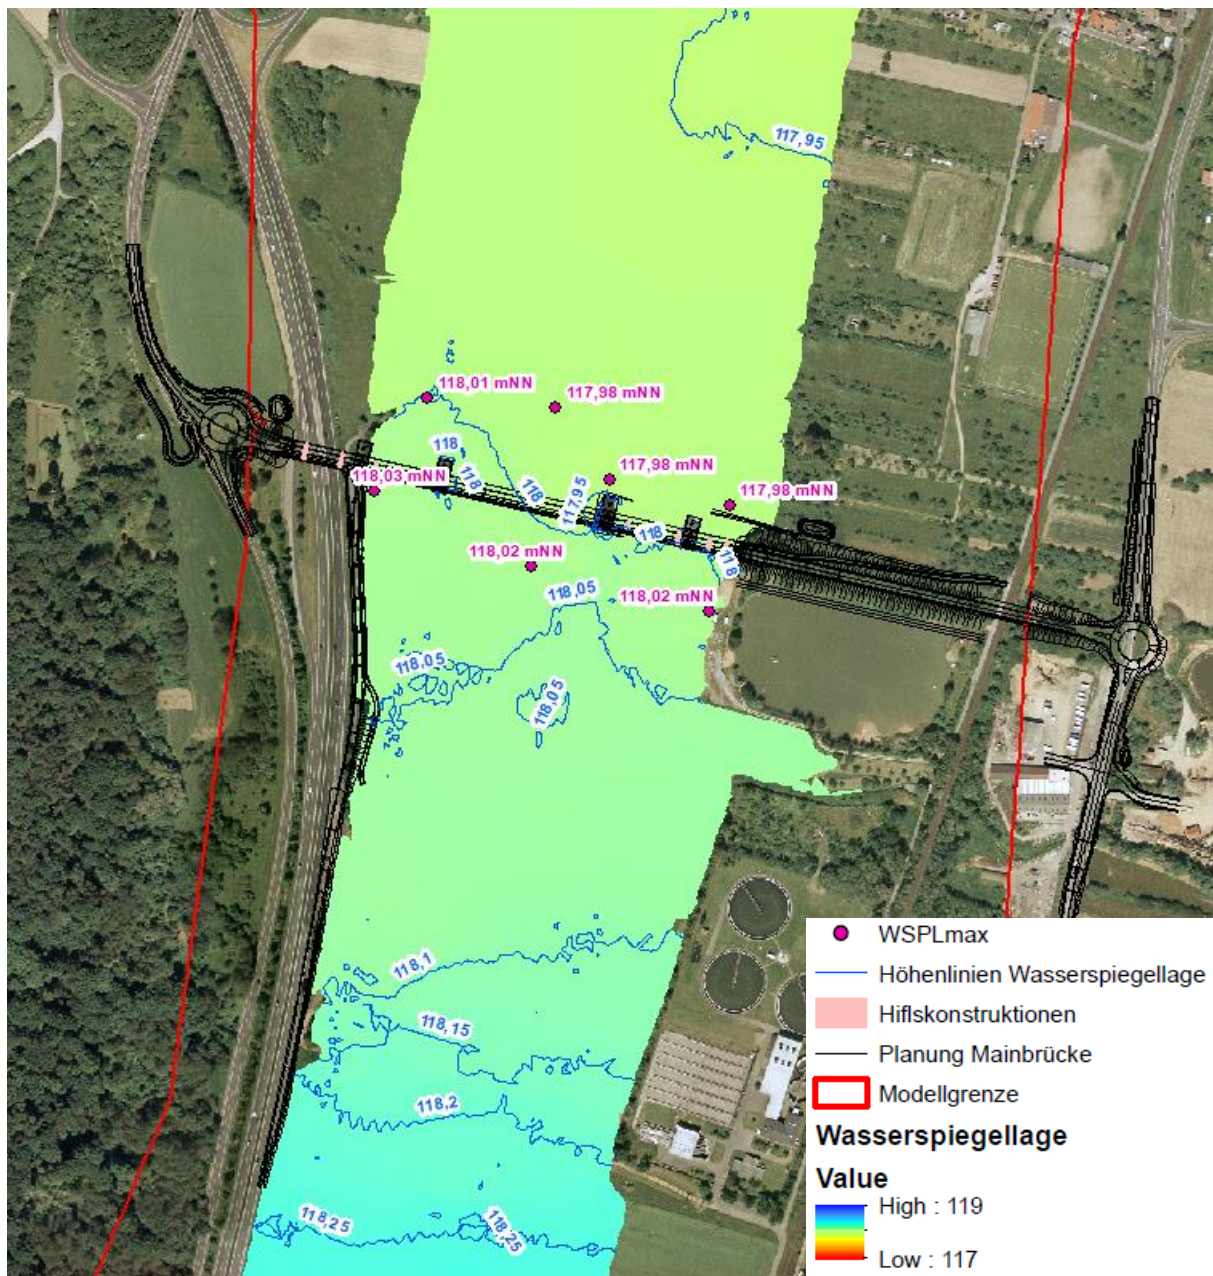 117,95
118,01 mNN
117,98 mNN
118
117,98 mNN
118,03 mNN
118
118
117,95
117,98 mNN
118
118
118,02 mNN
118,05
118,02 mNN
118,05
118,05
118,1
118,15
118,2
118,25
118,25
WSPLmax
Höhenlinien Wasserspiegellage
Hiflskonstruktionen
Planung Mainbrücke
Modellgrenze
Wasserspiegellage
Value
High : 119
Low : 117